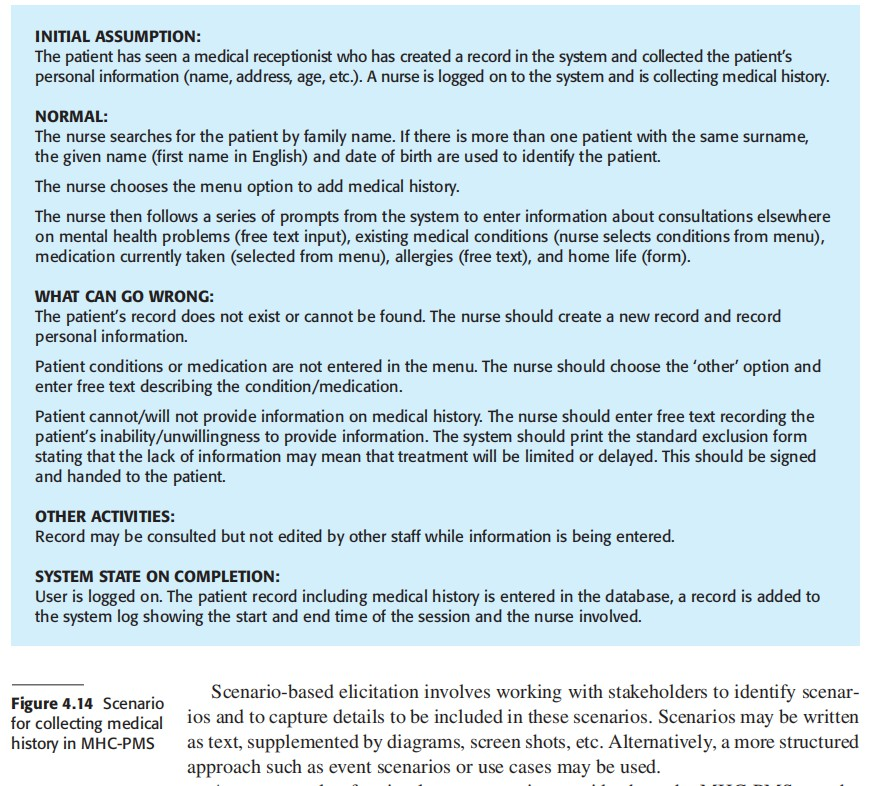 INITIAL ASSUMPTION:
The patient has seen a medical receptionist who has created a record in the system and collected the patient's
personal information (name, address, age, etc.). A nurse is logged on to the system and is collecting medical history.
NORMAL:
The nurse searches for the patient by family name. If there is more than one patient with the same surname,
the given name (first name in English) and date of birth are used to identify the patient.
The nurse chooses the menu option to add medical history.
The nurse then follows a series of prompts from the system to enter information about consultations elsewhere
on mental health problems (free text input), existing medical conditions (nurse selects conditions from menu),
medication currently taken (selected from menu), allergies (free text), and home life (form).
WHAT CAN GO WRONG:
The patient's record does not exist or cannot be found. The nurse should create a new record and record
personal information.
Patient conditions or medication are not entered in the menu. The nurse should choose the 'other' option and
enter free text describing the condition/medication.
Patient cannot/will not provide information on medical history. The nurse should enter free text recording the
patient's inability/unwillingness to provide information. The system should print the standard exclusion form
stating that the lack of information may mean that treatment will be limited or delayed. This should be signed
and handed to the patient.
OTHER ACTIVITIES:
Record may be consulted but not edited by other staff while information is being entered.
SYSTEM STATE ON COMPLETION:
User is logged on. The patient record including medical history is entered in the database, a record is added to
the system log showing the start and end time of the session and the nurse involved.
Figure 4.14 Scenario
for collecting medical
history in MHC-PMS
Scenario-based elicitation involves working with stakeholders to identify scenar-
ios and to capture details to be included in these scenarios. Scenarios may be written
as text, supplemented by diagrams, screen shots, etc. Alternatively, a more structured
approach such as event scenarios or use cases may be used.